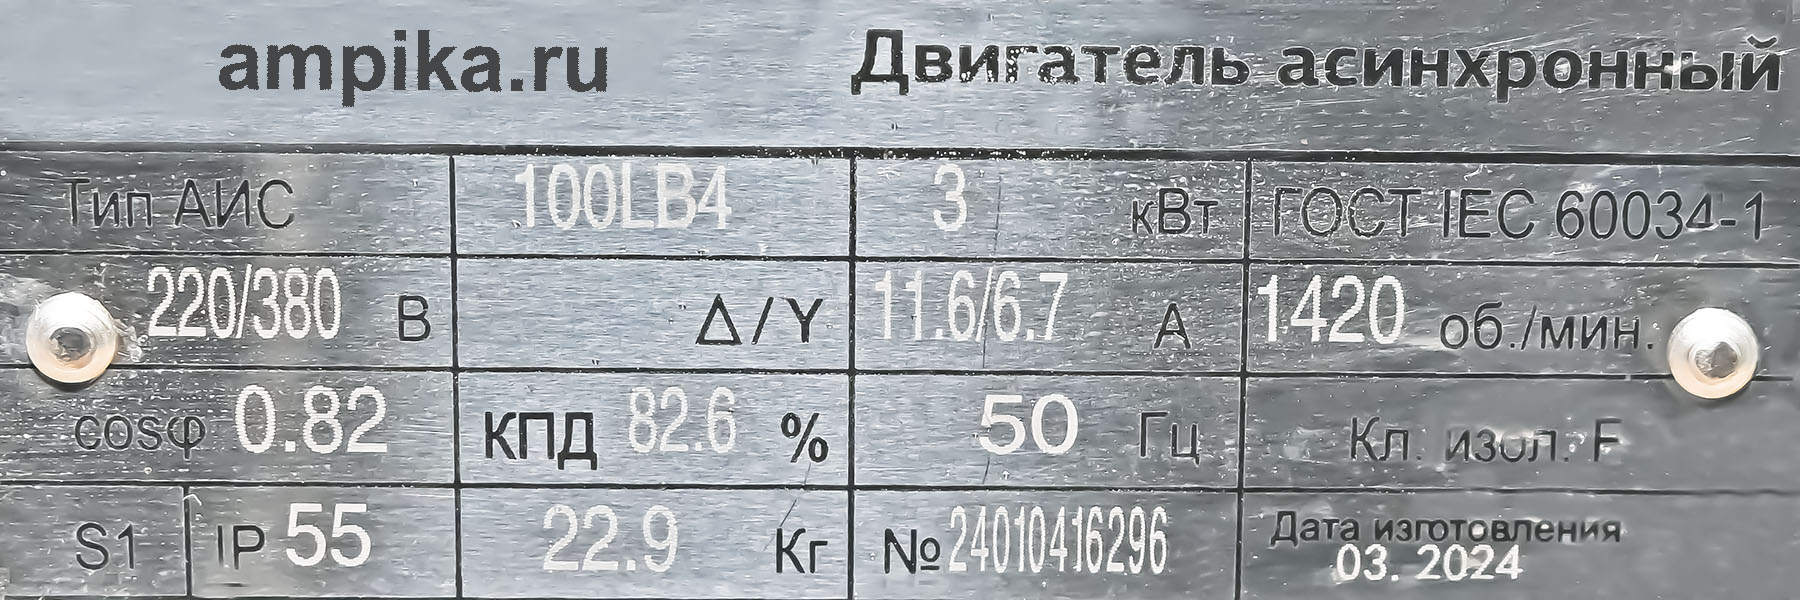 ampika.ru Двигатель асинхронный
Тип АИС 100LB4 3 кВт ГОСТ IEC 60034-1
220/380 В Δ/Y 11.6/6.7 А 1420 об./мин.
cosφ 0.82 КПД 82.6 % 50 Гц Кл. изол. F
S1 IP 55 22.9 Кг № 24010416296 Дата изготовления
03. 2024